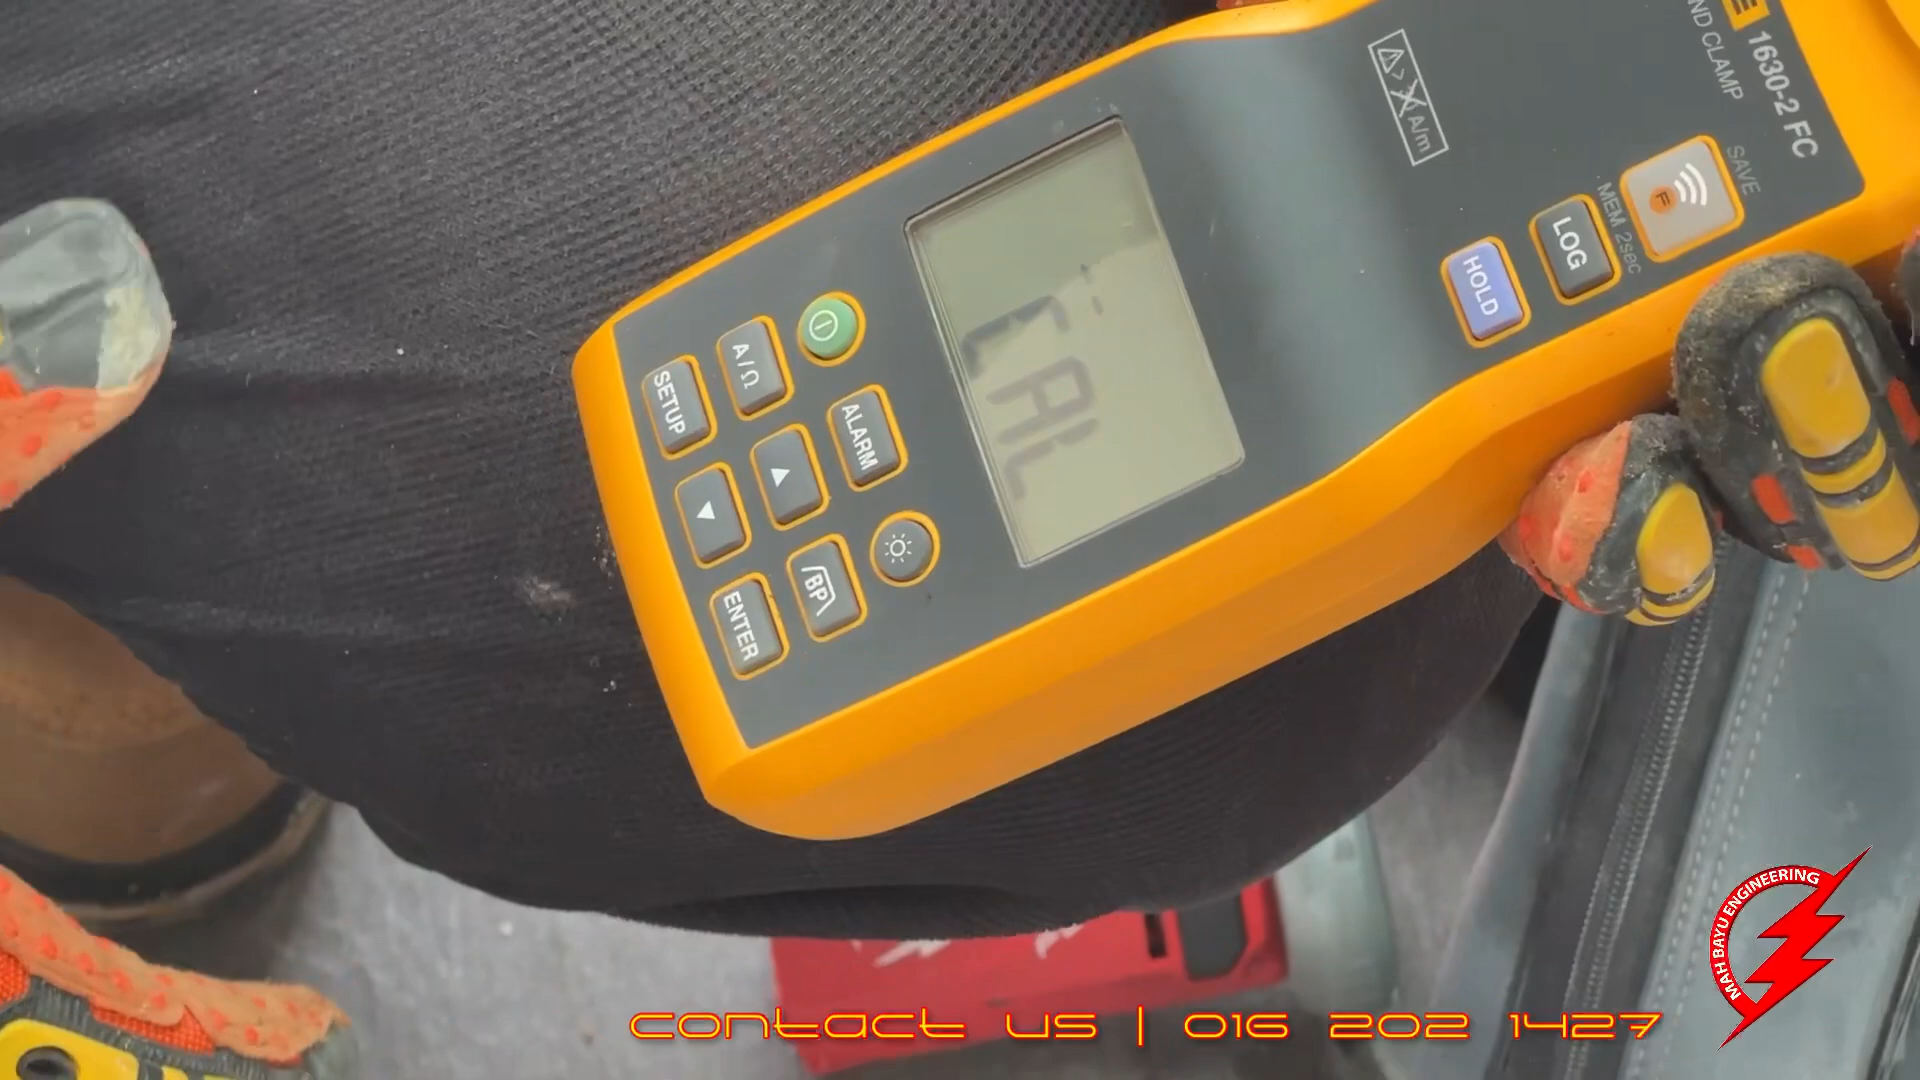 1630-2 FC
ND CLAMP
A/m
SAVE
MEM 2sec
F
LOG
HOLD
CAL
A/Ω
SETUP
ALARM
BP
ENTER
MAH BAYU ENGINEERING
contact us | 016 202 1427